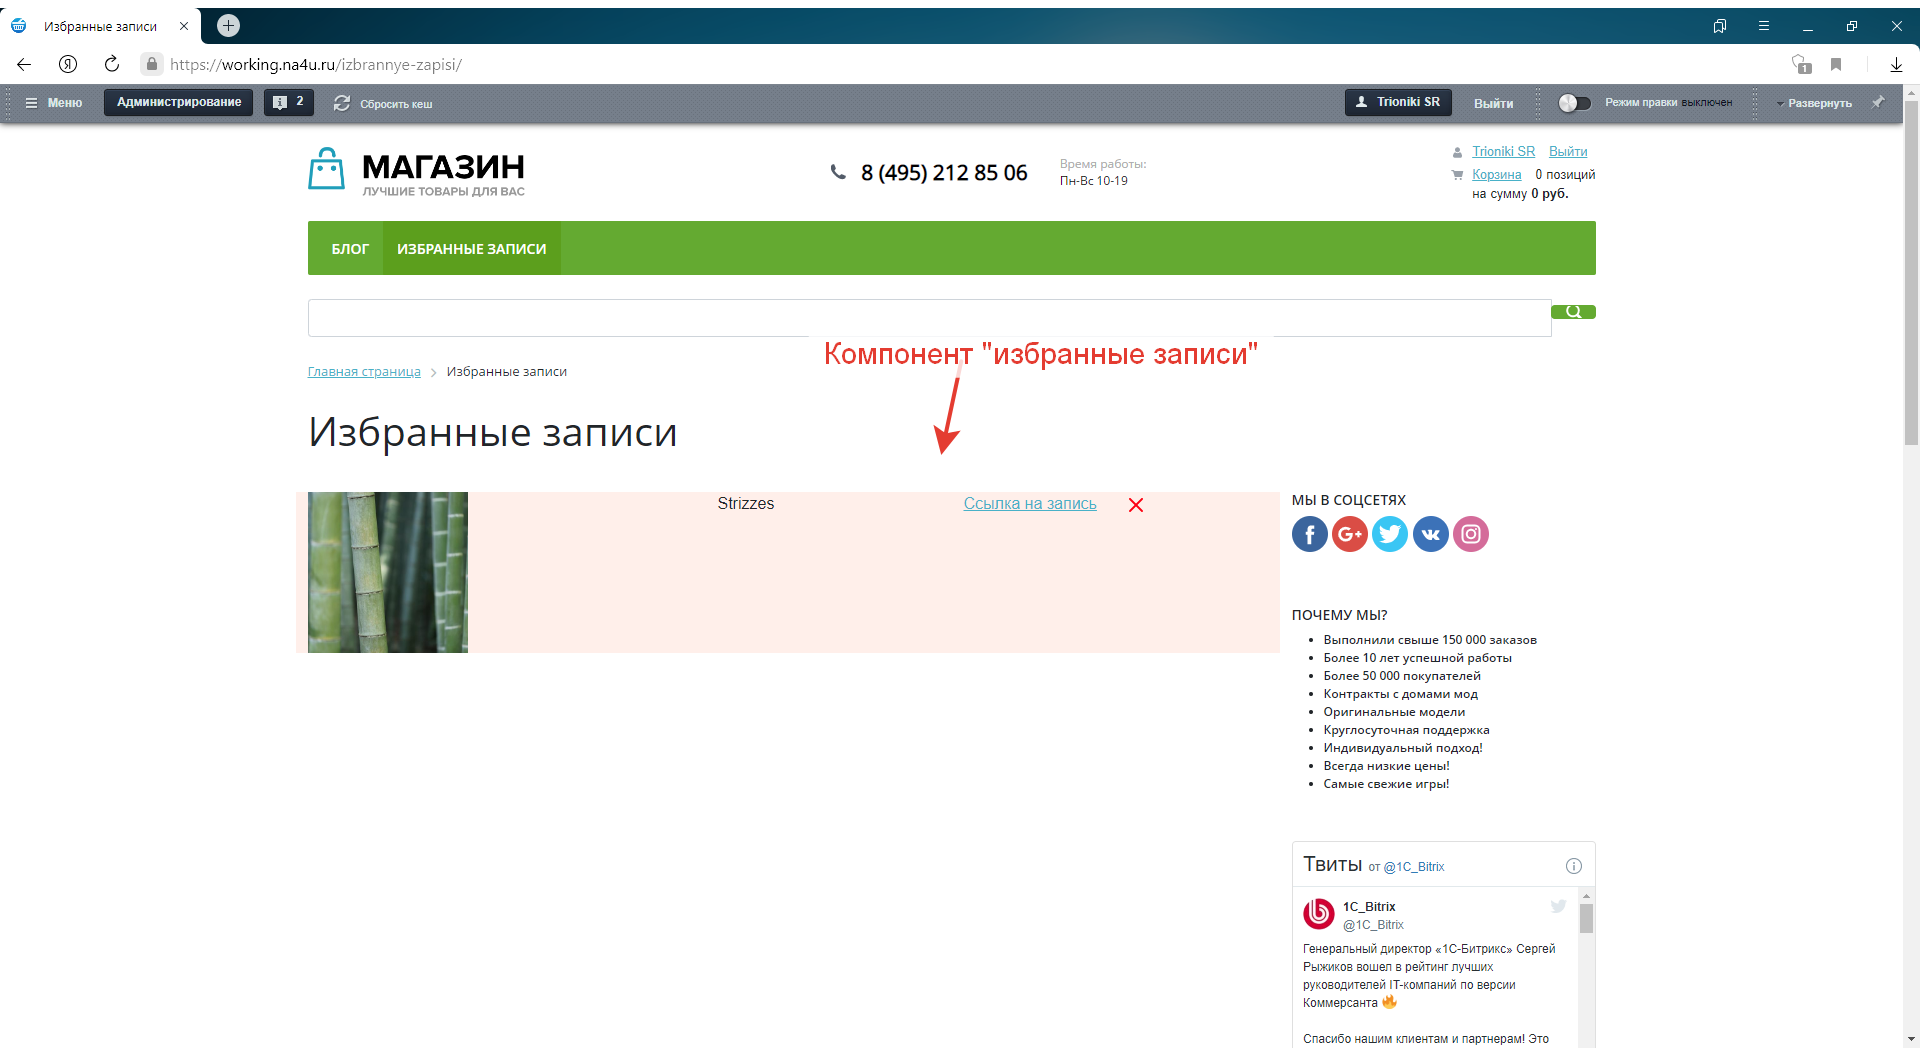 Избранные записи
https://working.na4u.ru/izbrannye-zapisi/
1
Меню
Администрирование
2
Сбросить кеш
Trioniki SR
Выйти
Режим правки выключен
Развернуть
МАГАЗИН
ЛУЧШИЕ ТОВАРЫ ДЛЯ ВАС
8 (495) 212 85 06
Время работы:
Пн-Вс 10-19
Trioniki SR Выйти
Корзина 0 позиций
на сумму 0 руб.
БЛОГ
ИЗБРАННЫЕ ЗАПИСИ
Компонент "избранные записи"
Главная страница
Избранные записи
Избранные записи
Strizzes
Ссылка на запись
МЫ В СОЦСЕТЯХ
f
G+
ПОЧЕМУ МЫ?
Выполнили свыше 150 000 заказов
Более 10 лет успешной работы
Более 50 000 покупателей
Контракты с домами мод
Оригинальные модели
Круглосуточная поддержка
Индивидуальный подход!
Всегда низкие цены!
Самые свежие игры!
Твиты от @1C_Bitrix
1C_Bitrix
@1C_Bitrix
Генеральный директор «1С-Битрикс» Сергей
Рыжиков вошел в рейтинг лучших
руководителей IT-компаний по версии
Коммерсанта 🔥
Спасибо нашим клиентам и партнерам! Это